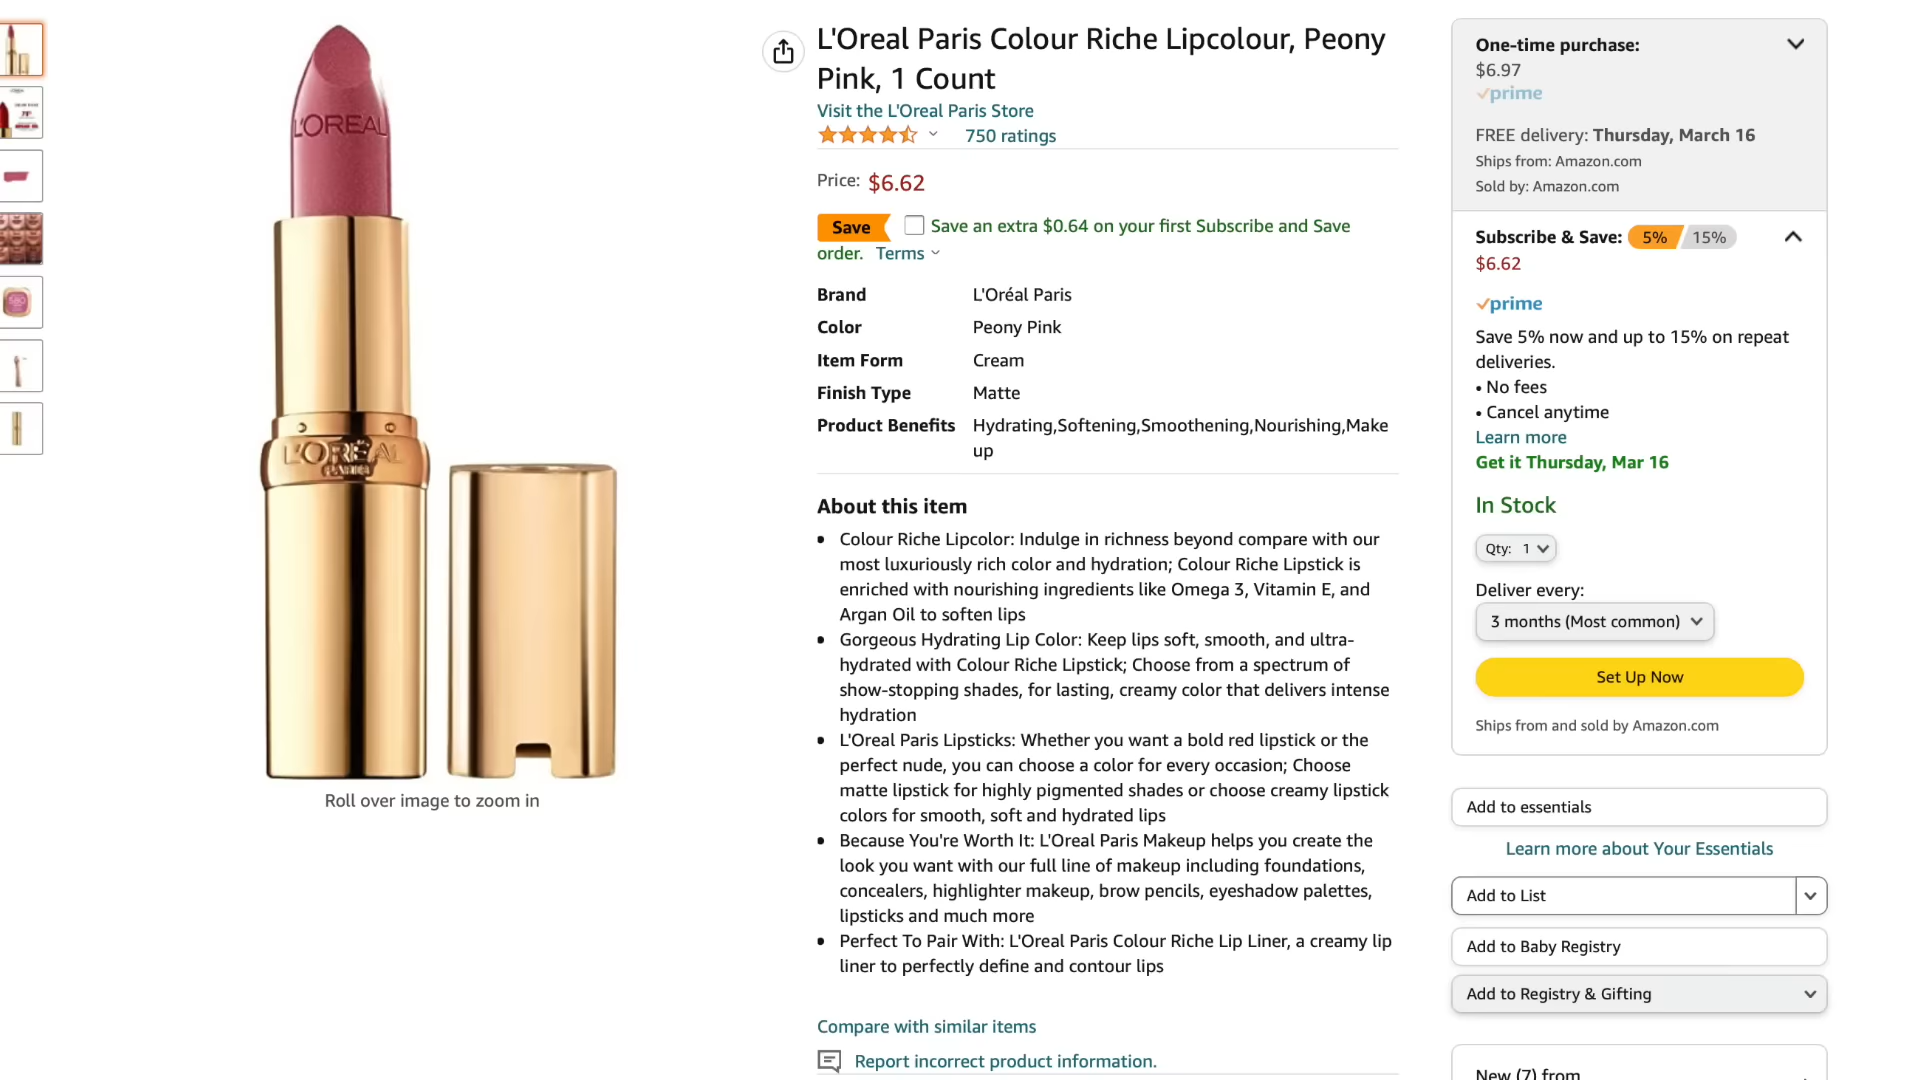 L'OREAL
L'ORÉAL
PARIS
Roll over image to zoom in
L'Oreal Paris Colour Riche Lipcolour, Peony
Pink, 1 Count
Visit the L'Oreal Paris Store
750 ratings
Price: $6.62
Save Save an extra $0.64 on your first Subscribe and Save
order. Terms
Brand L'Oréal Paris
Color Peony Pink
Item Form Cream
Finish Type Matte
Product Benefits Hydrating,Softening,Smoothening,Nourishing,Make
up
About this item
• Colour Riche Lipcolor: Indulge in richness beyond compare with our
most luxuriously rich color and hydration; Colour Riche Lipstick is
enriched with nourishing ingredients like Omega 3, Vitamin E, and
Argan Oil to soften lips
• Gorgeous Hydrating Lip Color: Keep lips soft, smooth, and ultra-
hydrated with Colour Riche Lipstick; Choose from a spectrum of
show-stopping shades, for lasting, creamy color that delivers intense
hydration
• L'Oreal Paris Lipsticks: Whether you want a bold red lipstick or the
perfect nude, you can choose a color for every occasion; Choose
matte lipstick for highly pigmented shades or choose creamy lipstick
colors for smooth, soft and hydrated lips
• Because You're Worth It: L'Oreal Paris Makeup helps you create the
look you want with our full line of makeup including foundations,
concealers, highlighter makeup, brow pencils, eyeshadow palettes,
lipsticks and much more
• Perfect To Pair With: L'Oreal Paris Colour Riche Lip Liner, a creamy lip
liner to perfectly define and contour lips
Compare with similar items
Report incorrect product information.
One-time purchase:
$6.97
prime
FREE delivery: Thursday, March 16
Ships from: Amazon.com
Sold by: Amazon.com
Subscribe & Save: 5% 15%
$6.62
prime
Save 5% now and up to 15% on repeat
deliveries.
• No fees
• Cancel anytime
Learn more
Get it Thursday, Mar 16
In Stock
Qty: 1
Deliver every:
3 months (Most common)
Set Up Now
Ships from and sold by Amazon.com
Add to essentials
Learn more about Your Essentials
Add to List
Add to Baby Registry
Add to Registry & Gifting
New (7) from